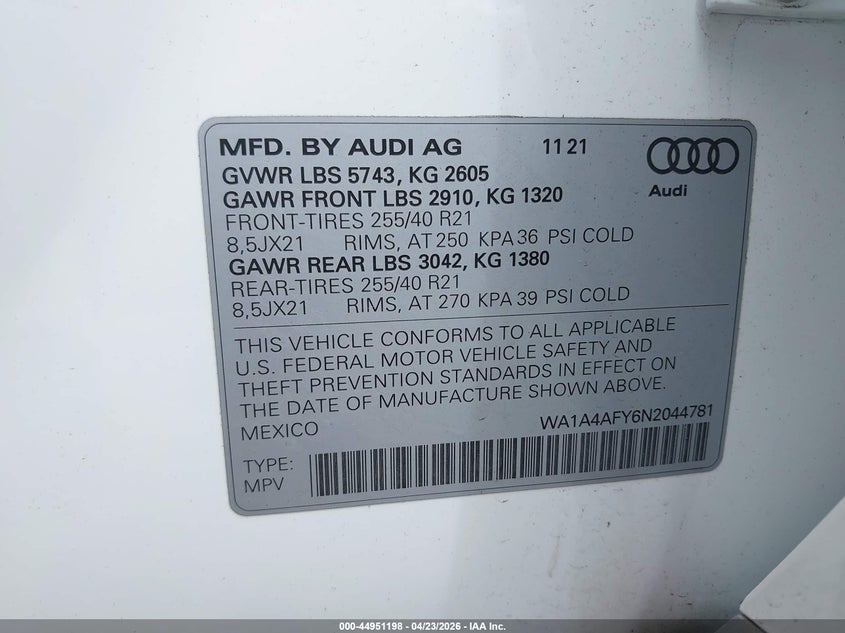 MFD. BY AUDI AG 11 21
GVWR LBS 5743, KG 2605
GAWR FRONT LBS 2910, KG 1320
Audi
FRONT-TIRES 255/40 R21
8,5JX21 RIMS, AT 250 KPA 36 PSI COLD
GAWR REAR LBS 3042, KG 1380
REAR-TIRES 255/40 R21
8,5JX21 RIMS, AT 270 KPA 39 PSI COLD
THIS VEHICLE CONFORMS TO ALL APPLICABLE
U.S. FEDERAL MOTOR VEHICLE SAFETY AND
THEFT PREVENTION STANDARDS IN EFFECT ON
THE DATE OF MANUFACTURE SHOWN ABOVE.
MEXICO WA1A4AFY6N2044781
TYPE:
MPV
000-44951198 - 04/23/2026 - IAA Inc.